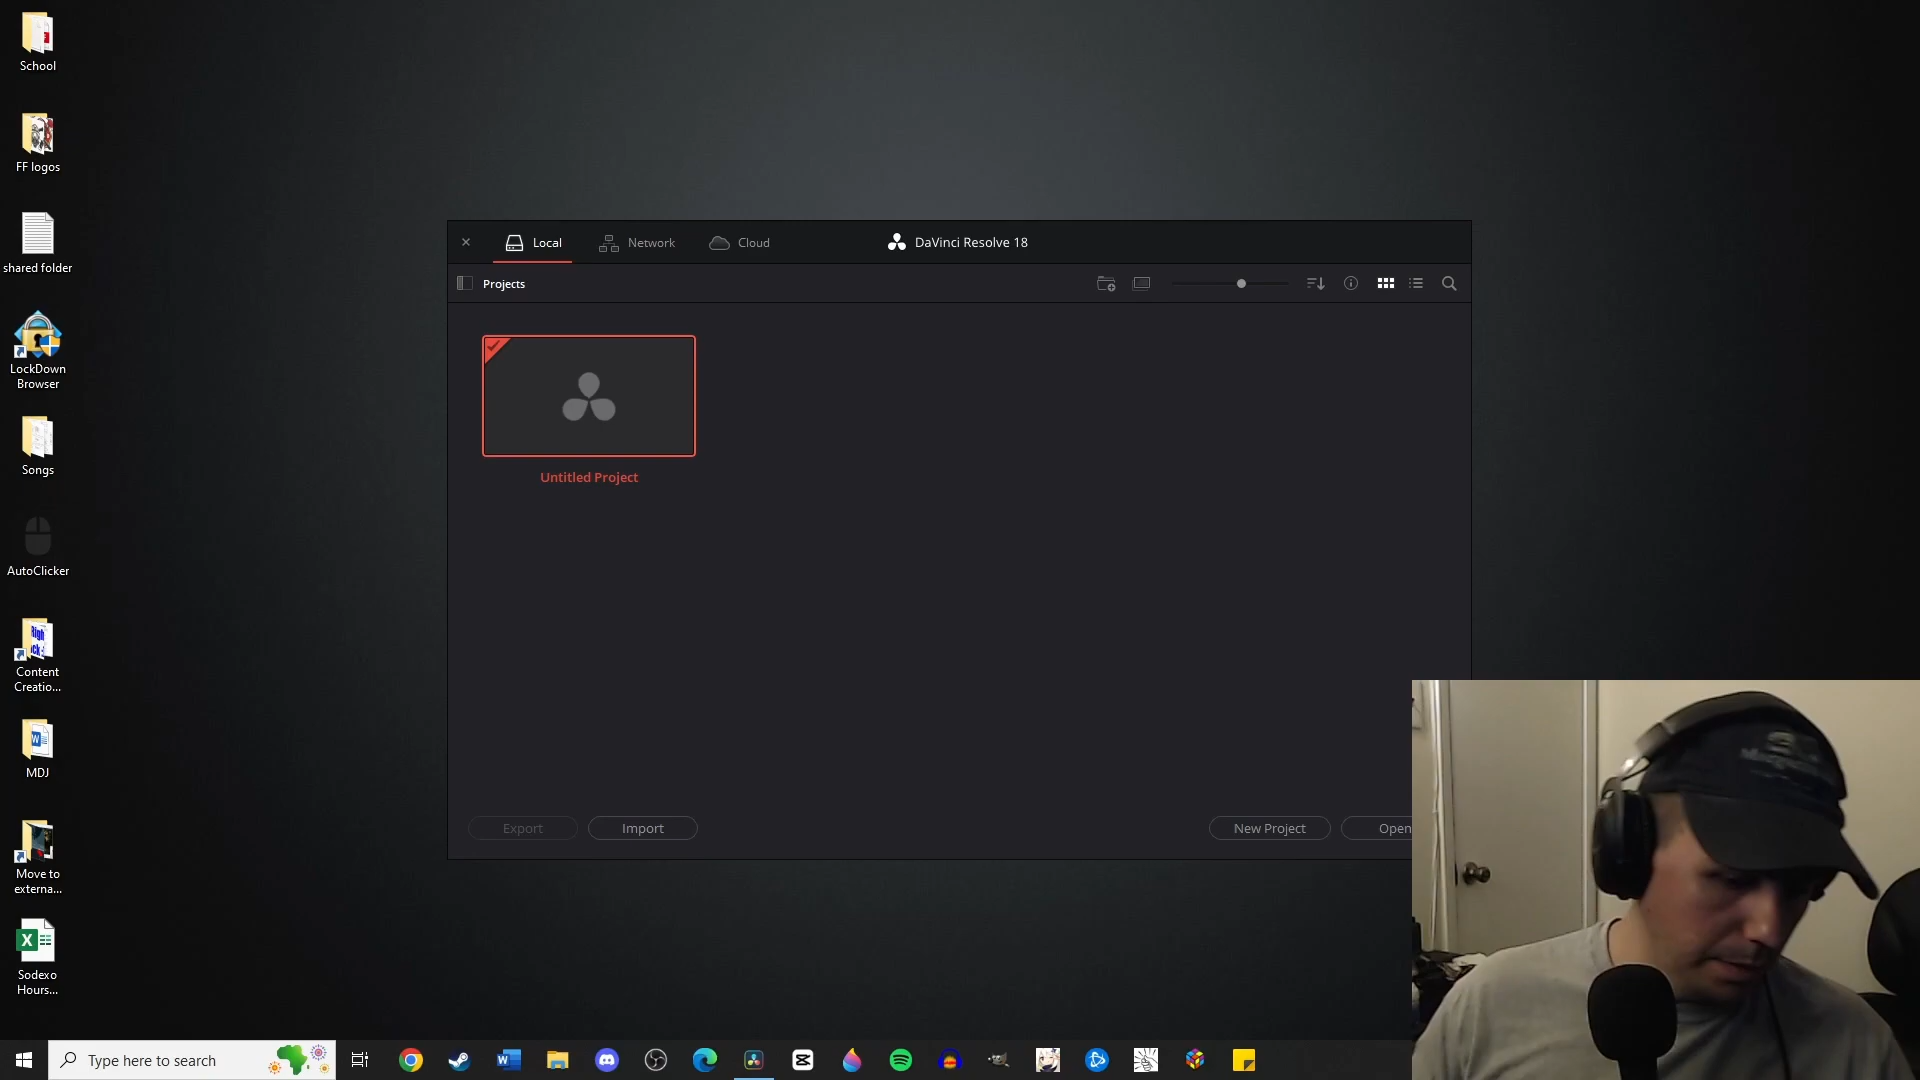 School
FF logos
shared folder
LockDown
Browser
Songs
AutoClicker
Content
Creatio...
MDJ
Move to
externa...
Sodexo
Hours...
Local
Network
Cloud
DaVinci Resolve 18
Projects
Untitled Project
Export
Import
New Project
Open
Type here to search